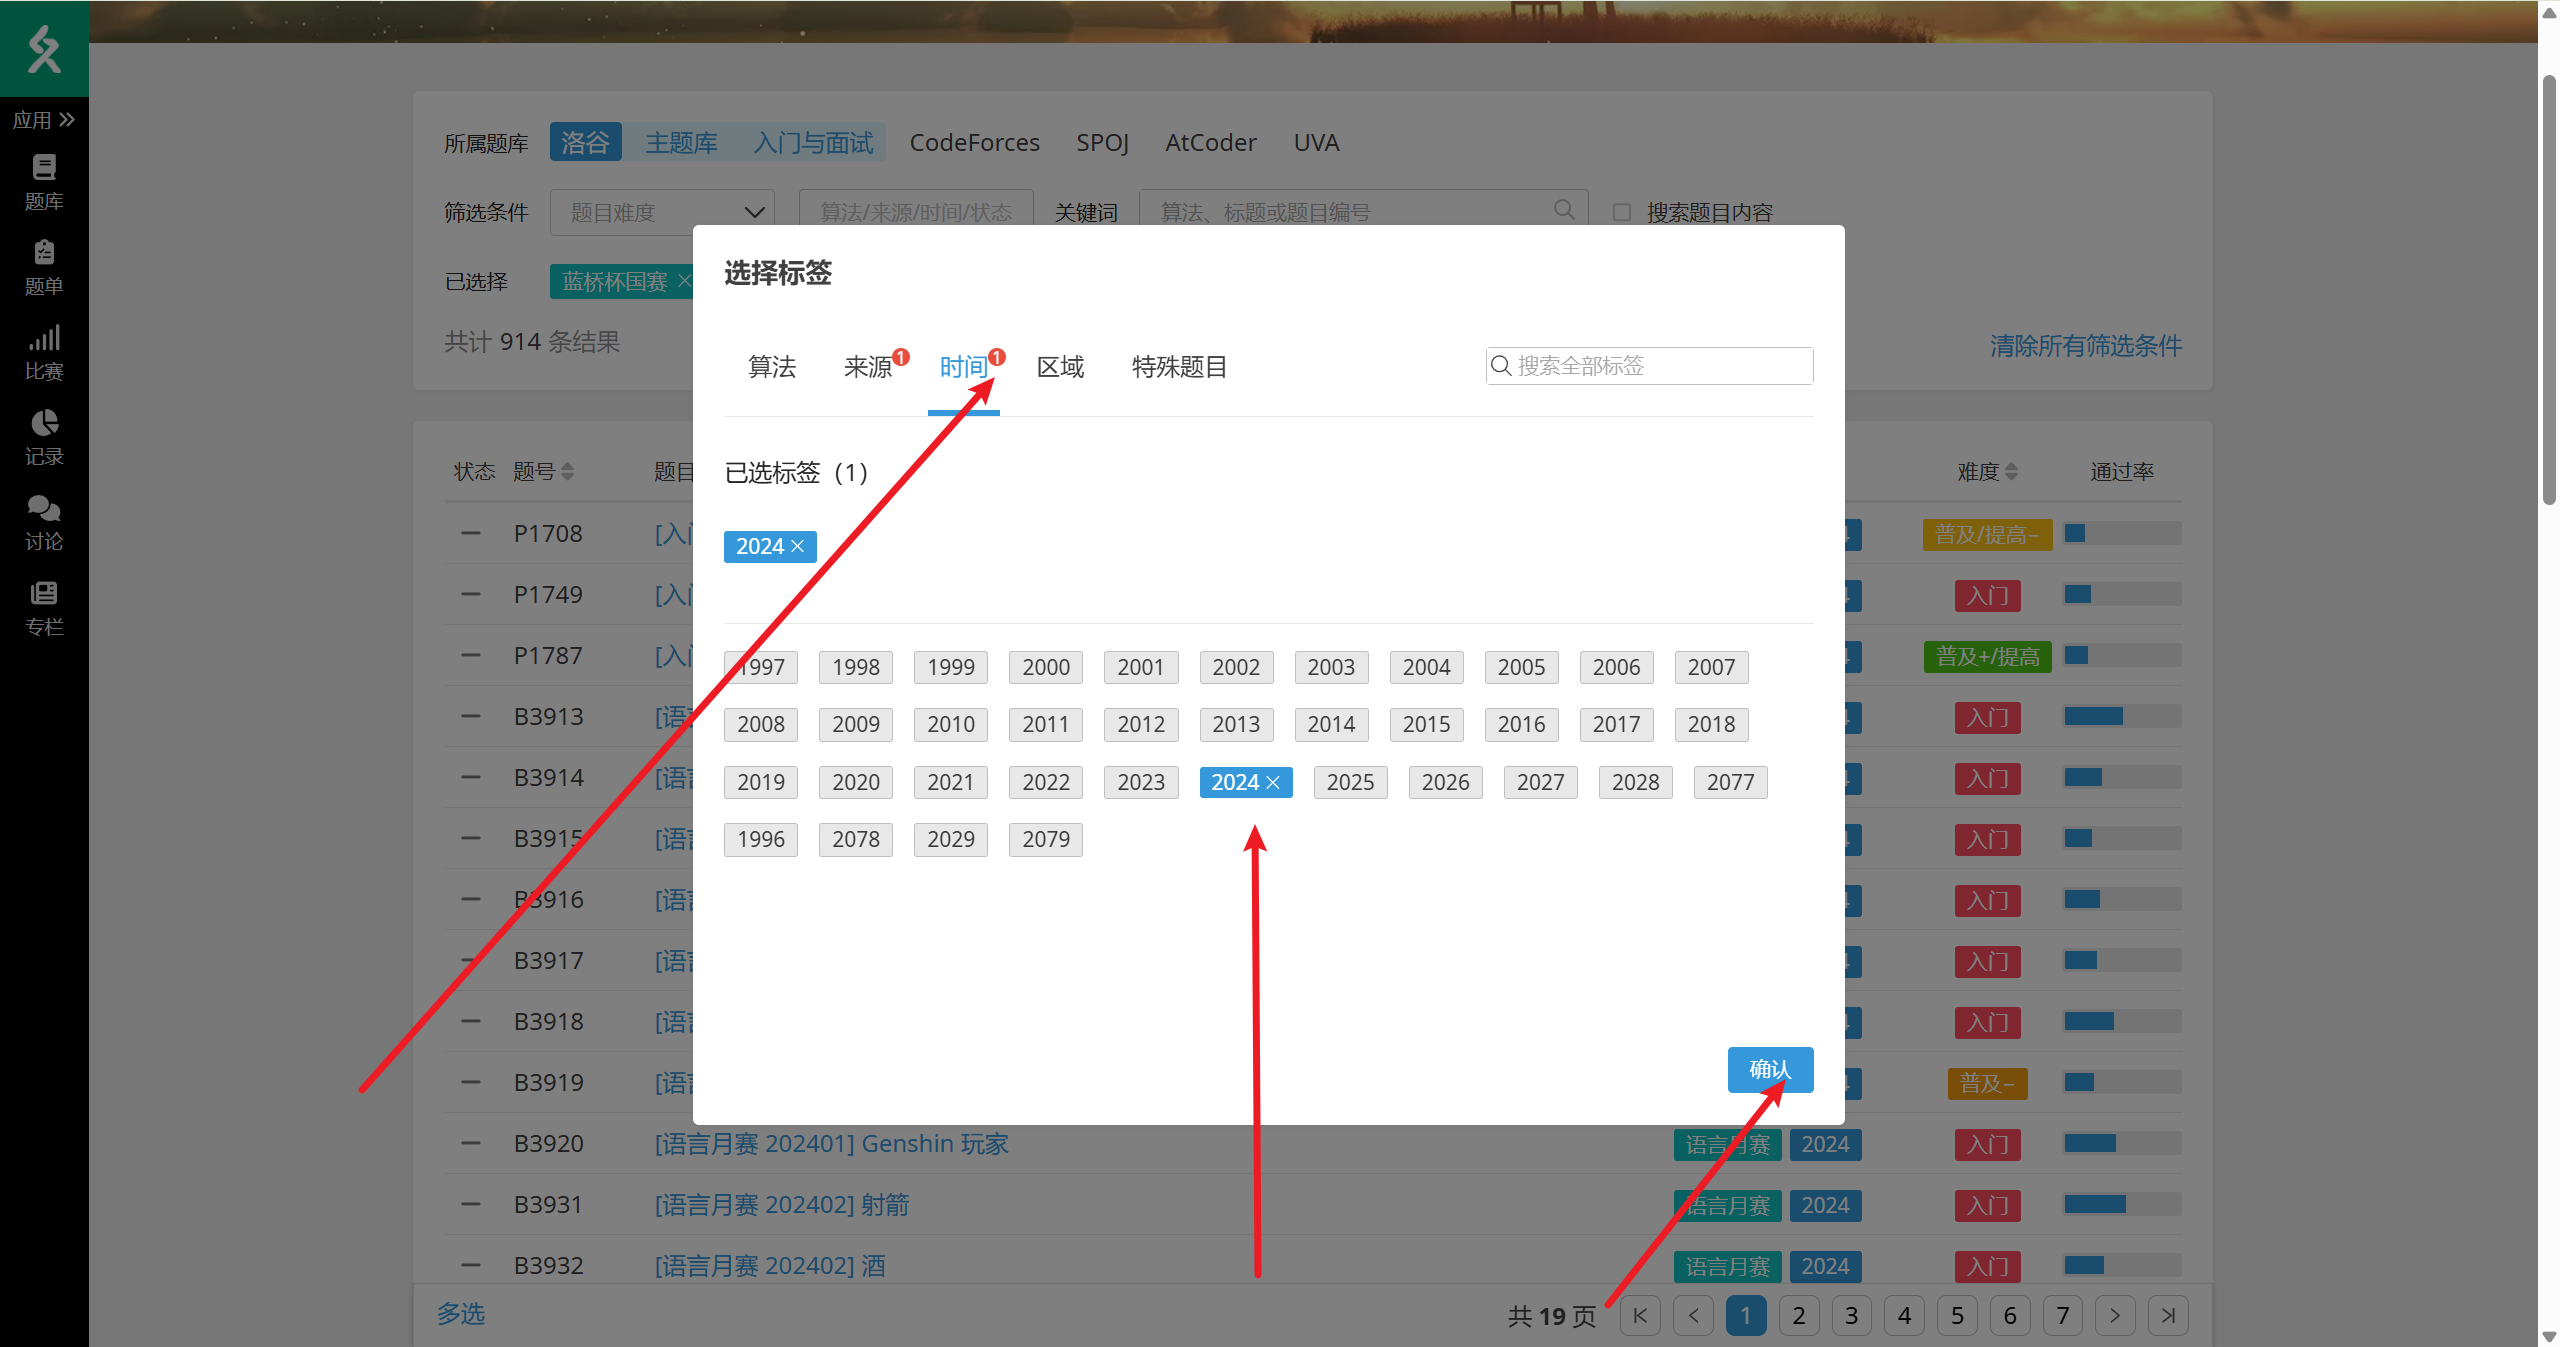 应用
题库
题单
比赛
记录
讨论
专栏
所属题库 洛谷 主题库 入门与面试 CodeForces SPOJ AtCoder UVA
筛选条件 题目难度 算法/来源/时间/状态 关键词 算法、标题或题目编号 搜索题目内容
已选择 蓝桥杯国赛 ×
共计 914 条结果 清除所有筛选条件
选择标签
算法 来源 1 时间 1 区域 特殊题目 搜索全部标签
已选标签（1）
2024 ×
1997 1998 1999 2000 2001 2002 2003 2004 2005 2006 2007
2008 2009 2010 2011 2012 2013 2014 2015 2016 2017 2018
2019 2020 2021 2022 2023 2024 × 2025 2026 2027 2028 2077
1996 2078 2029 2079
确认
状态 题号 题目 难度 通过率
P1708 [入门 普及/提高−
P1749 [入门 入门
P1787 [入门 普及+/提高
B3913 [语言 入门
B3914 [语言 入门
B3915 [语言 入门
B3916 [语言 入门
B3917 [语言 入门
B3918 [语言 入门
B3919 [语言 普及−
B3920 [语言月赛 202401] Genshin 玩家 语言月赛 2024 入门
B3931 [语言月赛 202402] 射箭 语言月赛 2024 入门
B3932 [语言月赛 202402] 酒 语言月赛 2024 入门
多选 共 19 页 1 2 3 4 5 6 7